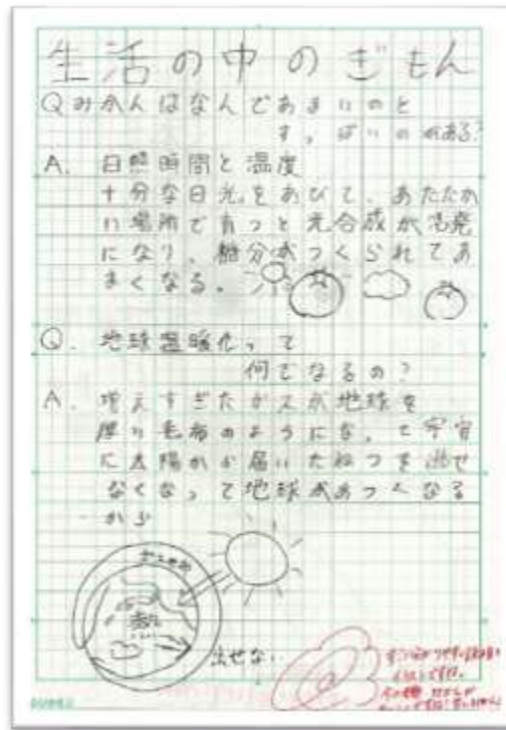 生活の中のぎもん
Qみかんはなんであまいのと
すっぱいのがある?
A. 日照時間と温度
十分な日光をあびて、あたたか
い場所で育つと光合成が活発
になり、糖分がつくられてあ
まくなる。
Q. 地球温暖化って
何でなるの?
A. 増えすぎたガスが地球を
厚い毛布のようになって宇宙
に太陽から届いたねつを逃せ
なくなって地球があつくなる
から
熱
出せない